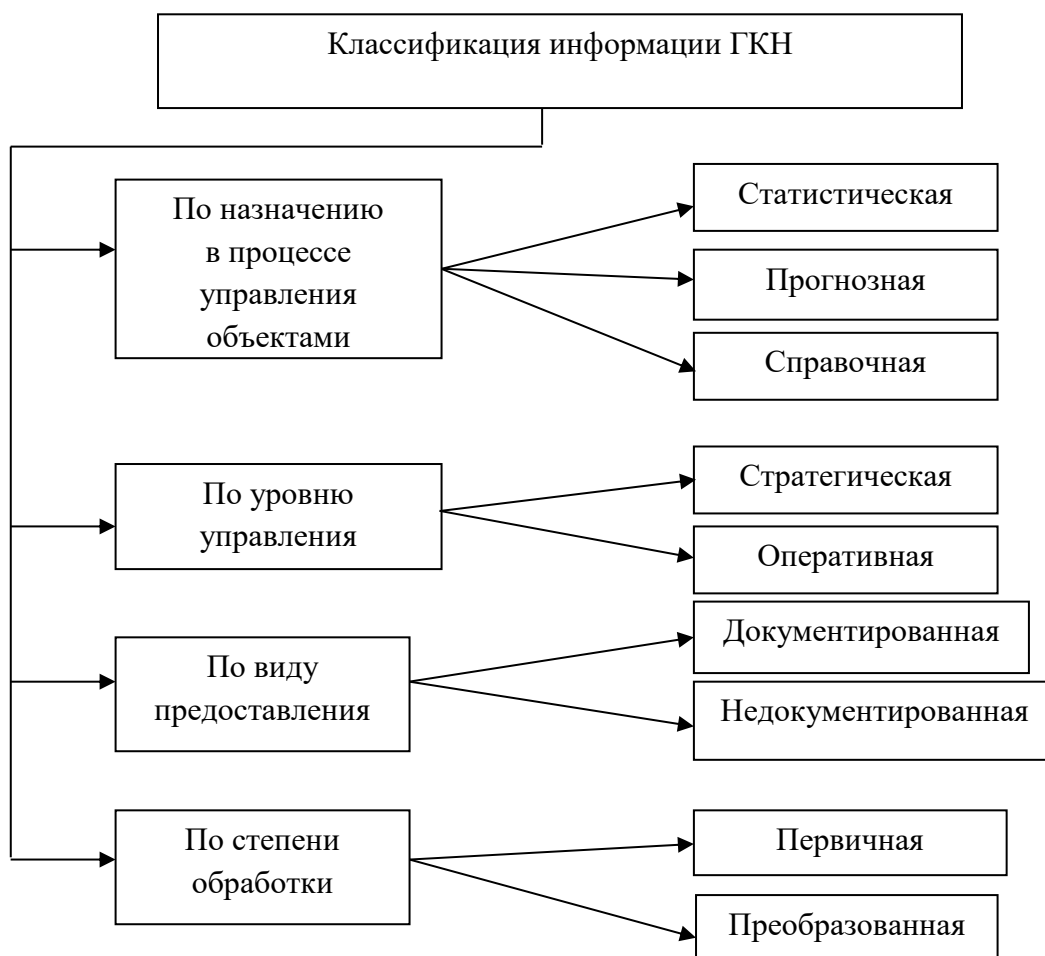 Классификация информации ГКН
По назначению
в процессе
управления
объектами
Статистическая
Прогнозная
Справочная
По уровню
управления
Стратегическая
Оперативная
По виду
предоставления
Документированная
Недокументированная
По степени
обработки
Первичная
Преобразованная